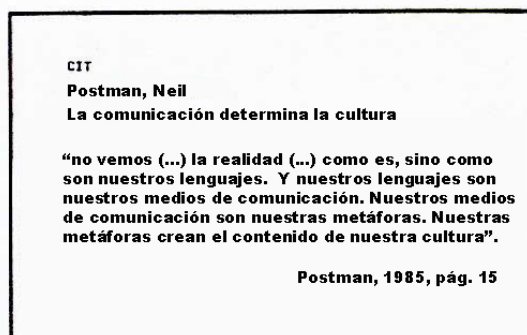 CIT
Postman, Neil
La comunicación determina la cultura
“no vemos (...) la realidad (...) como es, sino como
son nuestros lenguajes. Y nuestros lenguajes son
nuestros medios de comunicación. Nuestros medios
de comunicación son nuestras metáforas. Nuestras
metáforas crean el contenido de nuestra cultura”.
Postman, 1985, pág. 15